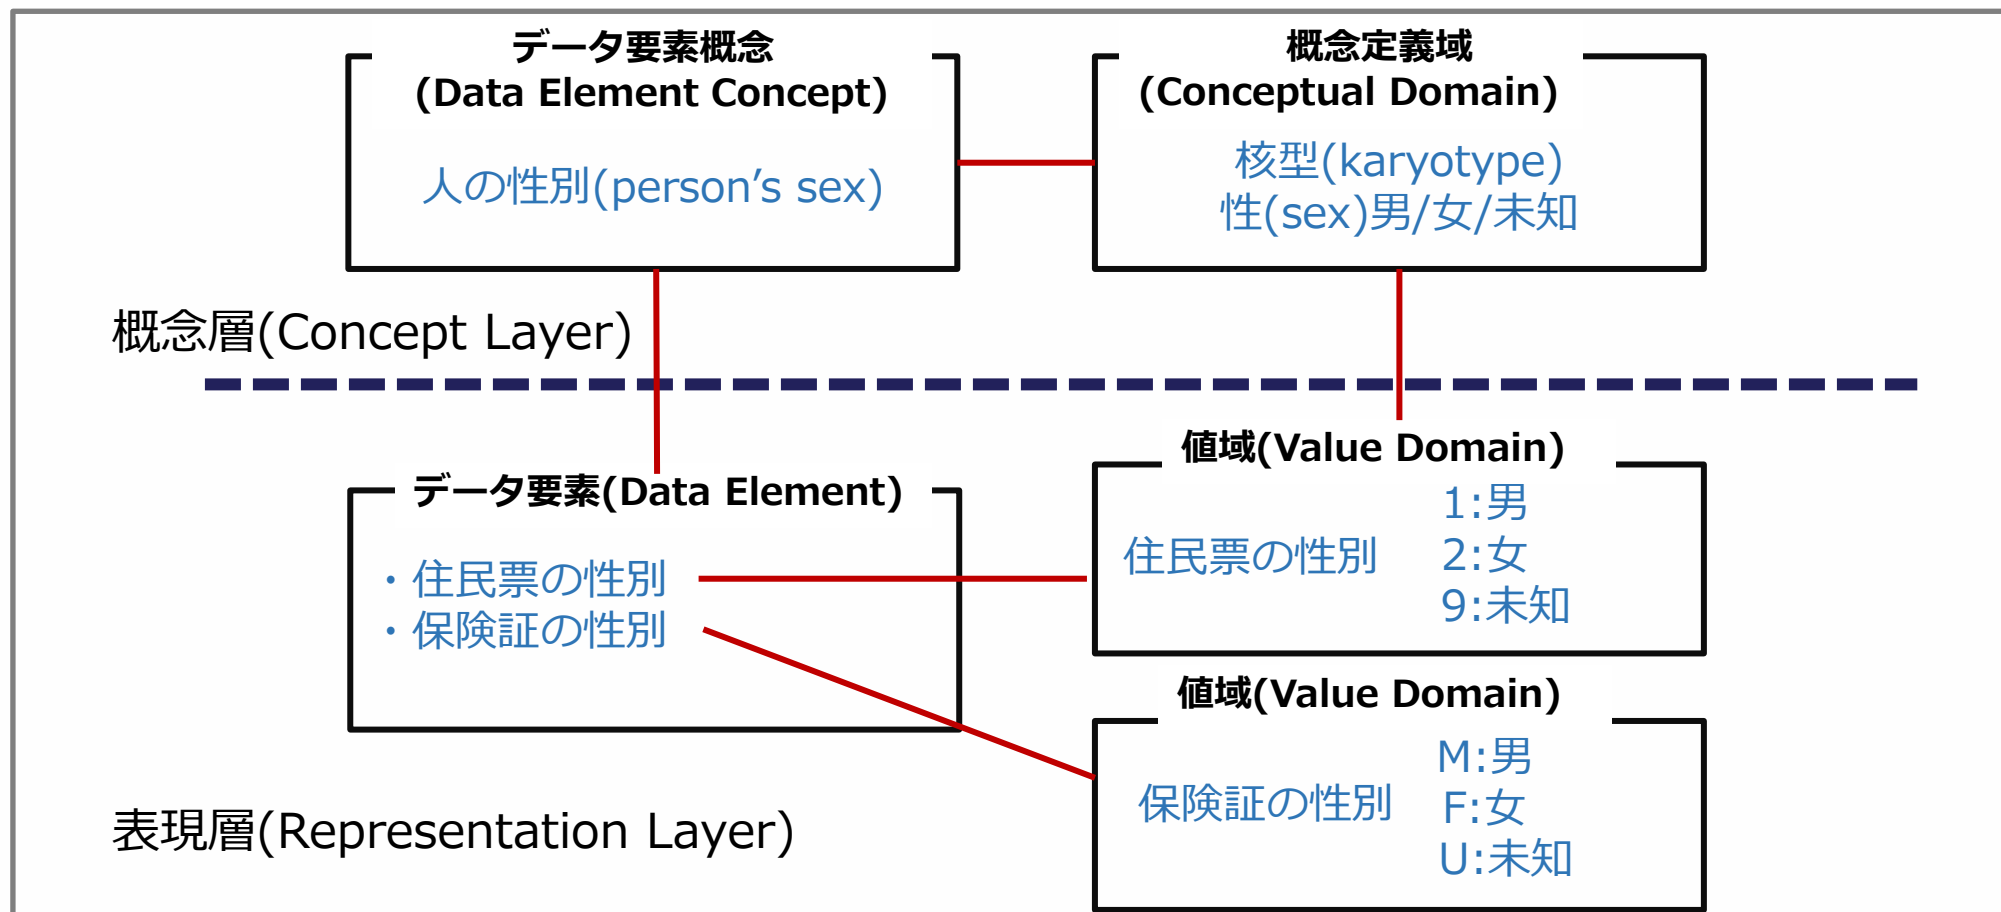 データ要素概念
(Data Element Concept)
人の性別(person’s sex)
概念定義域
(Conceptual Domain)
核型(karyotype)
性(sex)男/女/未知
概念層(Concept Layer)
データ要素(Data Element)
・住民票の性別
・保険証の性別
値域(Value Domain)
住民票の性別
1:男
2:女
9:未知
値域(Value Domain)
保険証の性別
M:男
F:女
U:未知
表現層(Representation Layer)